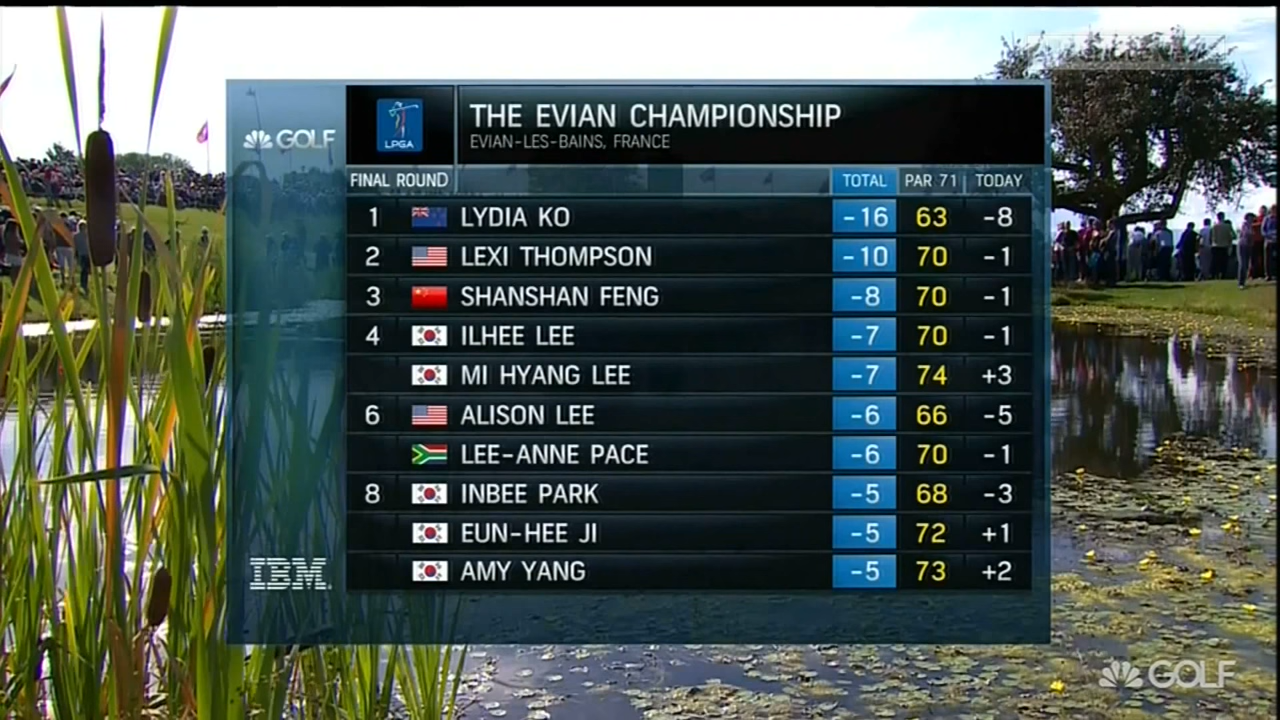 THE EVIAN CHAMPIONSHIP
GOLF
LPGA
EVIAN-LES-BAINS, FRANCE
FINAL ROUND TOTAL PAR 71 TODAY
1 LYDIA KO -16 63 -8
2 LEXI THOMPSON -10 70 -1
3 SHANSHAN FENG -8 70 -1
4 ILHEE LEE -7 70 -1
MI HYANG LEE -7 74 +3
6 ALISON LEE -6 66 -5
LEE-ANNE PACE -6 70 -1
8 INBEE PARK -5 68 -3
EUN-HEE JI -5 72 +1
AMY YANG -5 73 +2
IBM.
GOLF